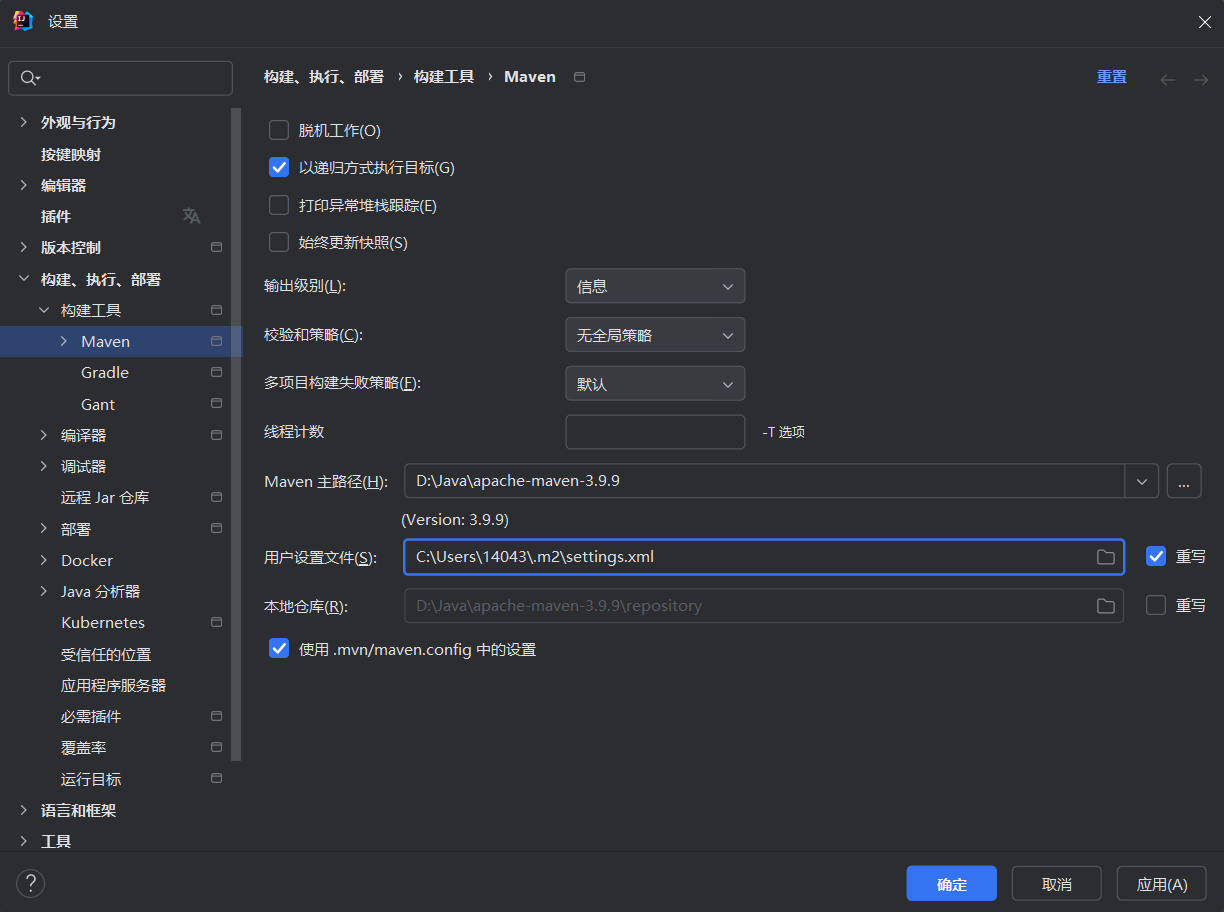 设置
构建、执行、部署 › 构建工具 › Maven
重置
外观与行为
按键映射
编辑器
插件
版本控制
构建、执行、部署
构建工具
Maven
Gradle
Gant
编译器
调试器
远程 Jar 仓库
部署
Docker
Java 分析器
Kubernetes
受信任的位置
应用程序服务器
必需插件
覆盖率
运行目标
语言和框架
工具
脱机工作(O)
以递归方式执行目标(G)
打印异常堆栈跟踪(E)
始终更新快照(S)
输出级别(L): 信息
校验和策略(C): 无全局策略
多项目构建失败策略(F): 默认
线程计数 -T 选项
Maven 主路径(H): D:\Java\apache-maven-3.9.9 ...
(Version: 3.9.9)
用户设置文件(S): C:\Users\14043\.m2\settings.xml 重写
本地仓库(R): D:\Java\apache-maven-3.9.9\repository 重写
使用 .mvn/maven.config 中的设置
? 确定 取消 应用(A)